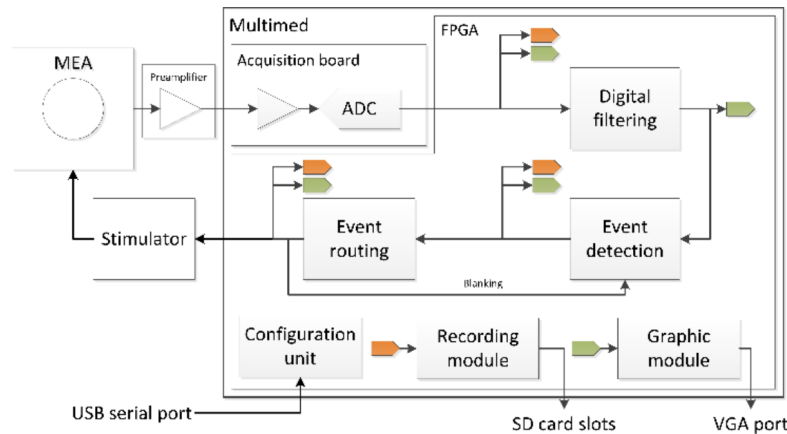 Multimed
FPGA
MEA
Preamplifier
Acquisition board
ADC
Digital
filtering
Stimulator
Event
routing
Event
detection
Blanking
Configuration
unit
Recording
module
Graphic
module
USB serial port
SD card slots
VGA port